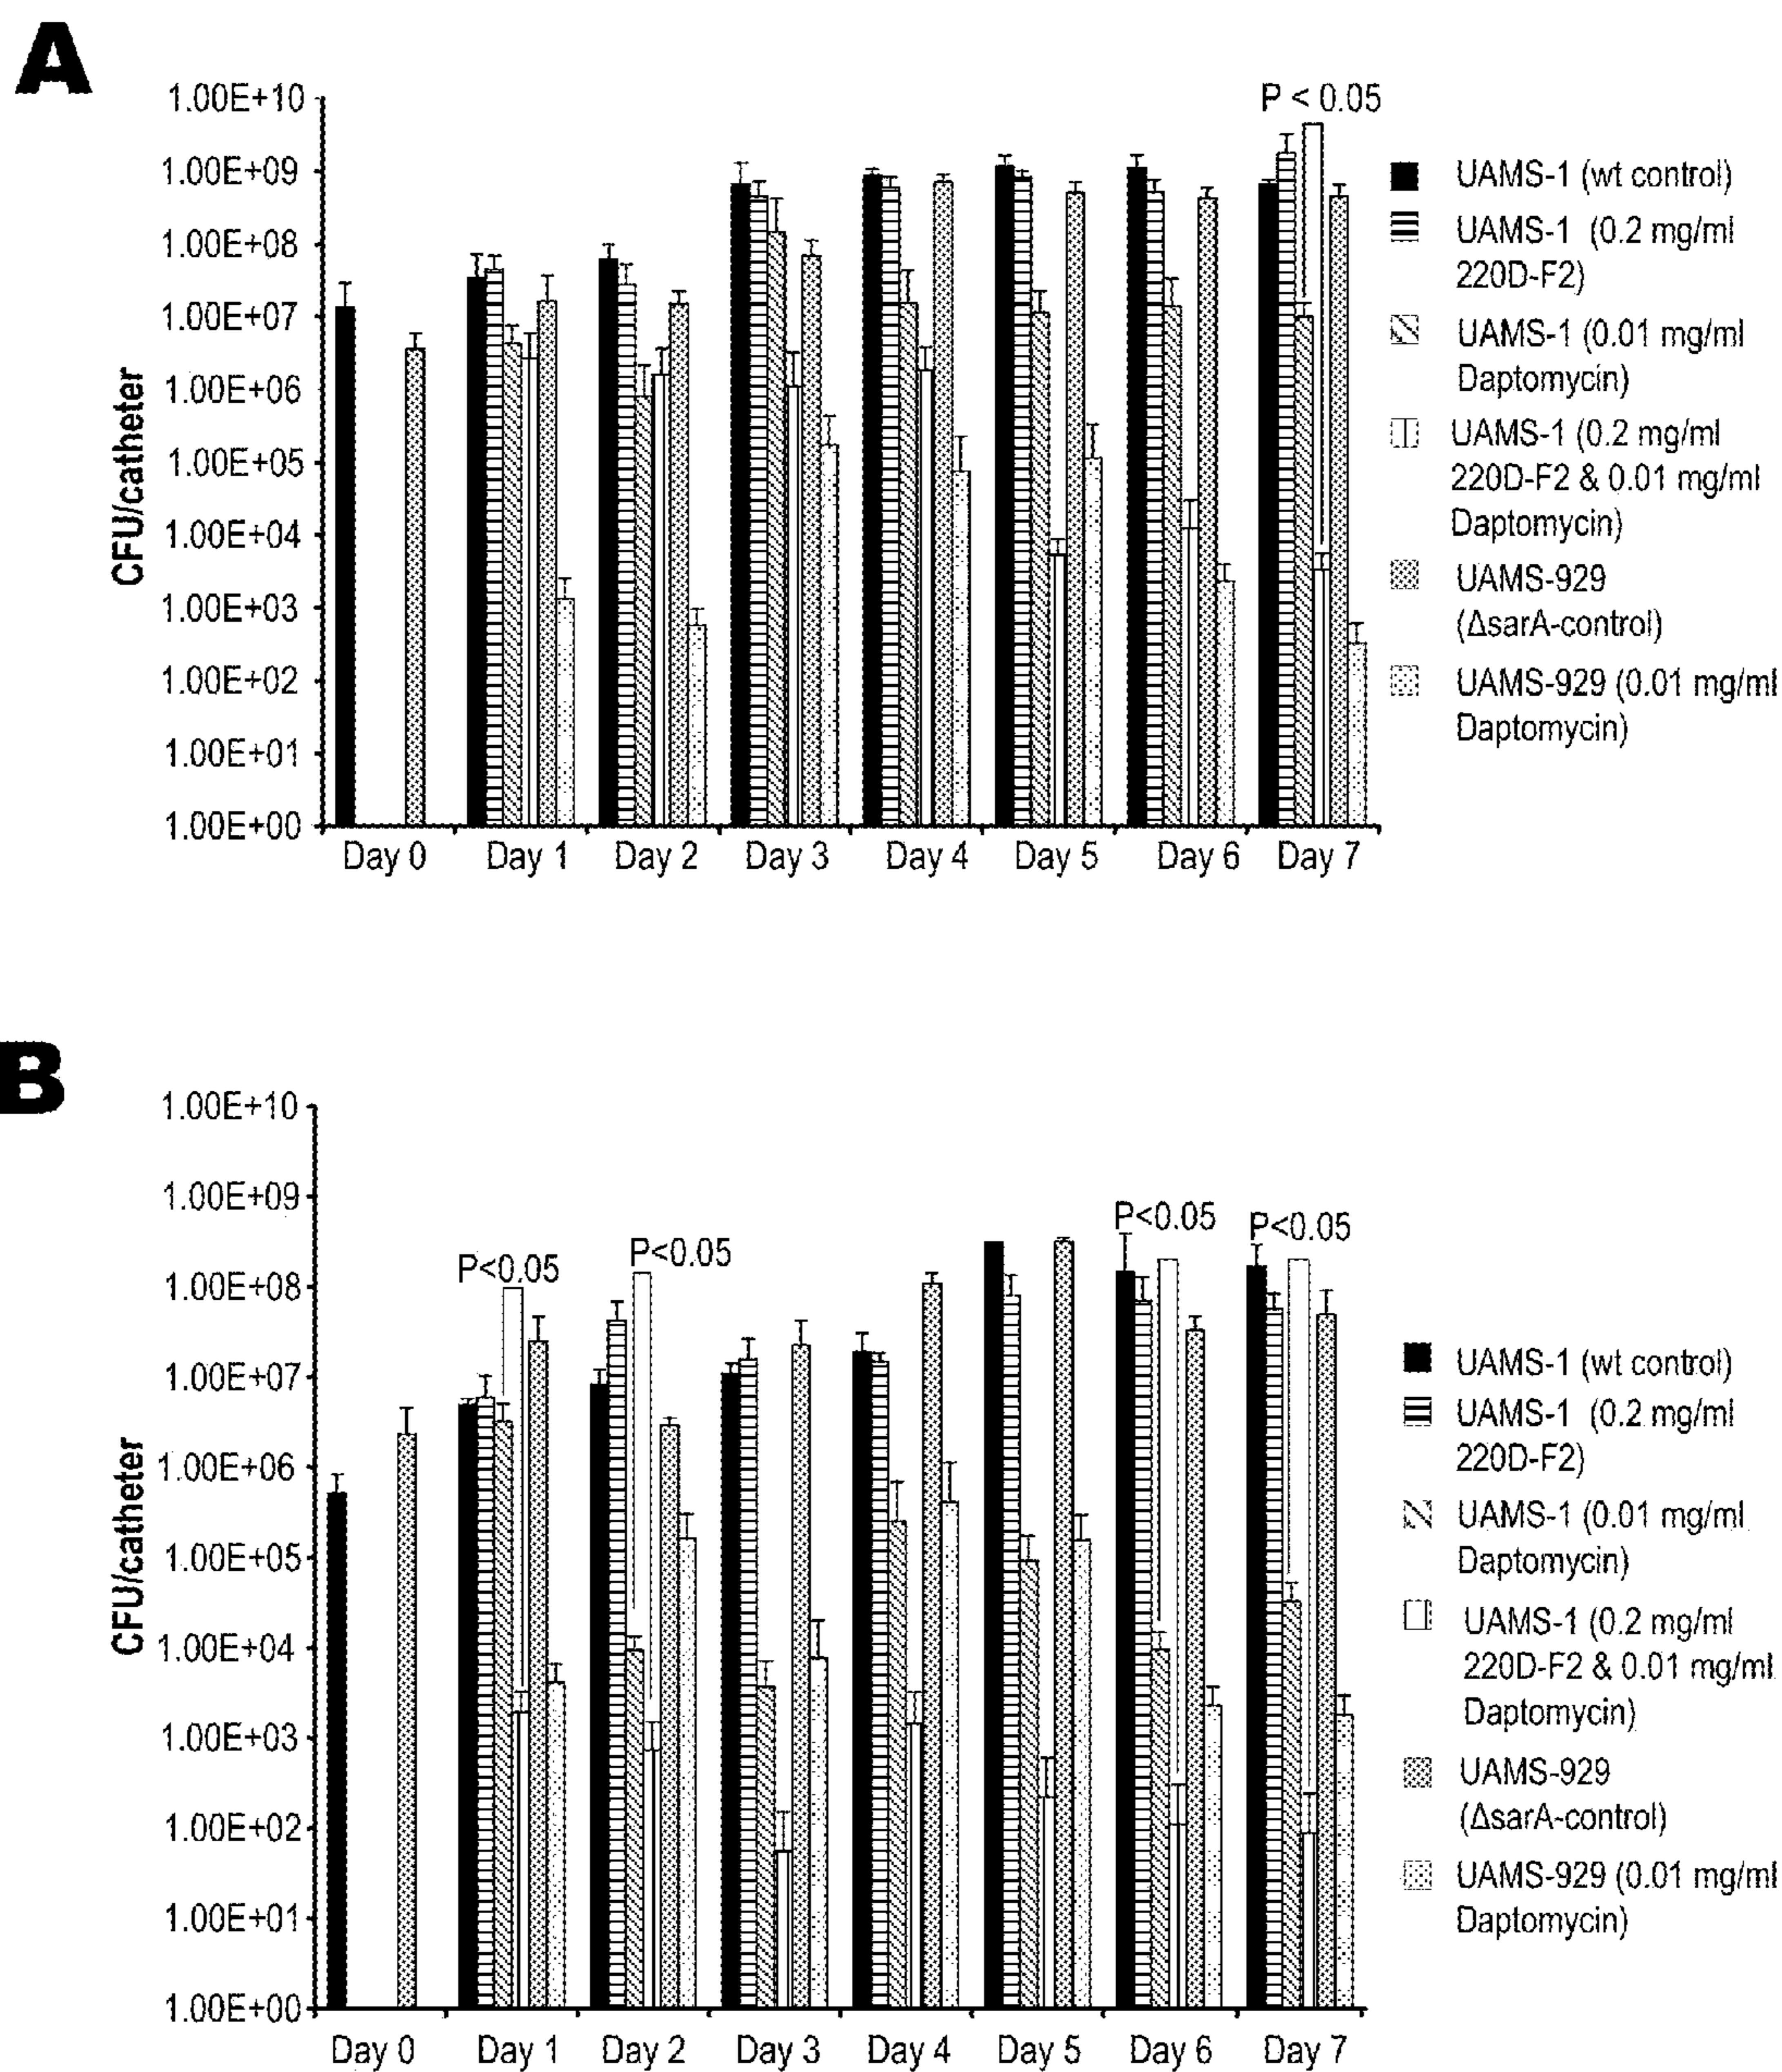 A
P < 0.05
1.00E+10
1.00E+09
1.00E+08
1.00E+07
1.00E+06
1.00E+05
1.00E+04
1.00E+03
1.00E+02
1.00E+01
1.00E+00
CFU/catheter
Day 0 Day 1 Day 2 Day 3 Day 4 Day 5 Day 6 Day 7
UAMS-1 (wt control)
UAMS-1 (0.2 mg/ml
220D-F2)
UAMS-1 (0.01 mg/ml
Daptomycin)
UAMS-1 (0.2 mg/ml
220D-F2 & 0.01 mg/ml
Daptomycin)
UAMS-929
(ΔsarA-control)
UAMS-929 (0.01 mg/ml
Daptomycin)
B
1.00E+10
1.00E+09
1.00E+08
1.00E+07
1.00E+06
1.00E+05
1.00E+04
1.00E+03
1.00E+02
1.00E+01
1.00E+00
CFU/catheter
P<0.05
P<0.05
P<0.05
P<0.05
Day 0 Day 1 Day 2 Day 3 Day 4 Day 5 Day 6 Day 7
UAMS-1 (wt control)
UAMS-1 (0.2 mg/ml
220D-F2)
UAMS-1 (0.01 mg/ml
Daptomycin)
UAMS-1 (0.2 mg/ml
220D-F2 & 0.01 mg/ml
Daptomycin)
UAMS-929
(ΔsarA-control)
UAMS-929 (0.01 mg/ml
Daptomycin)